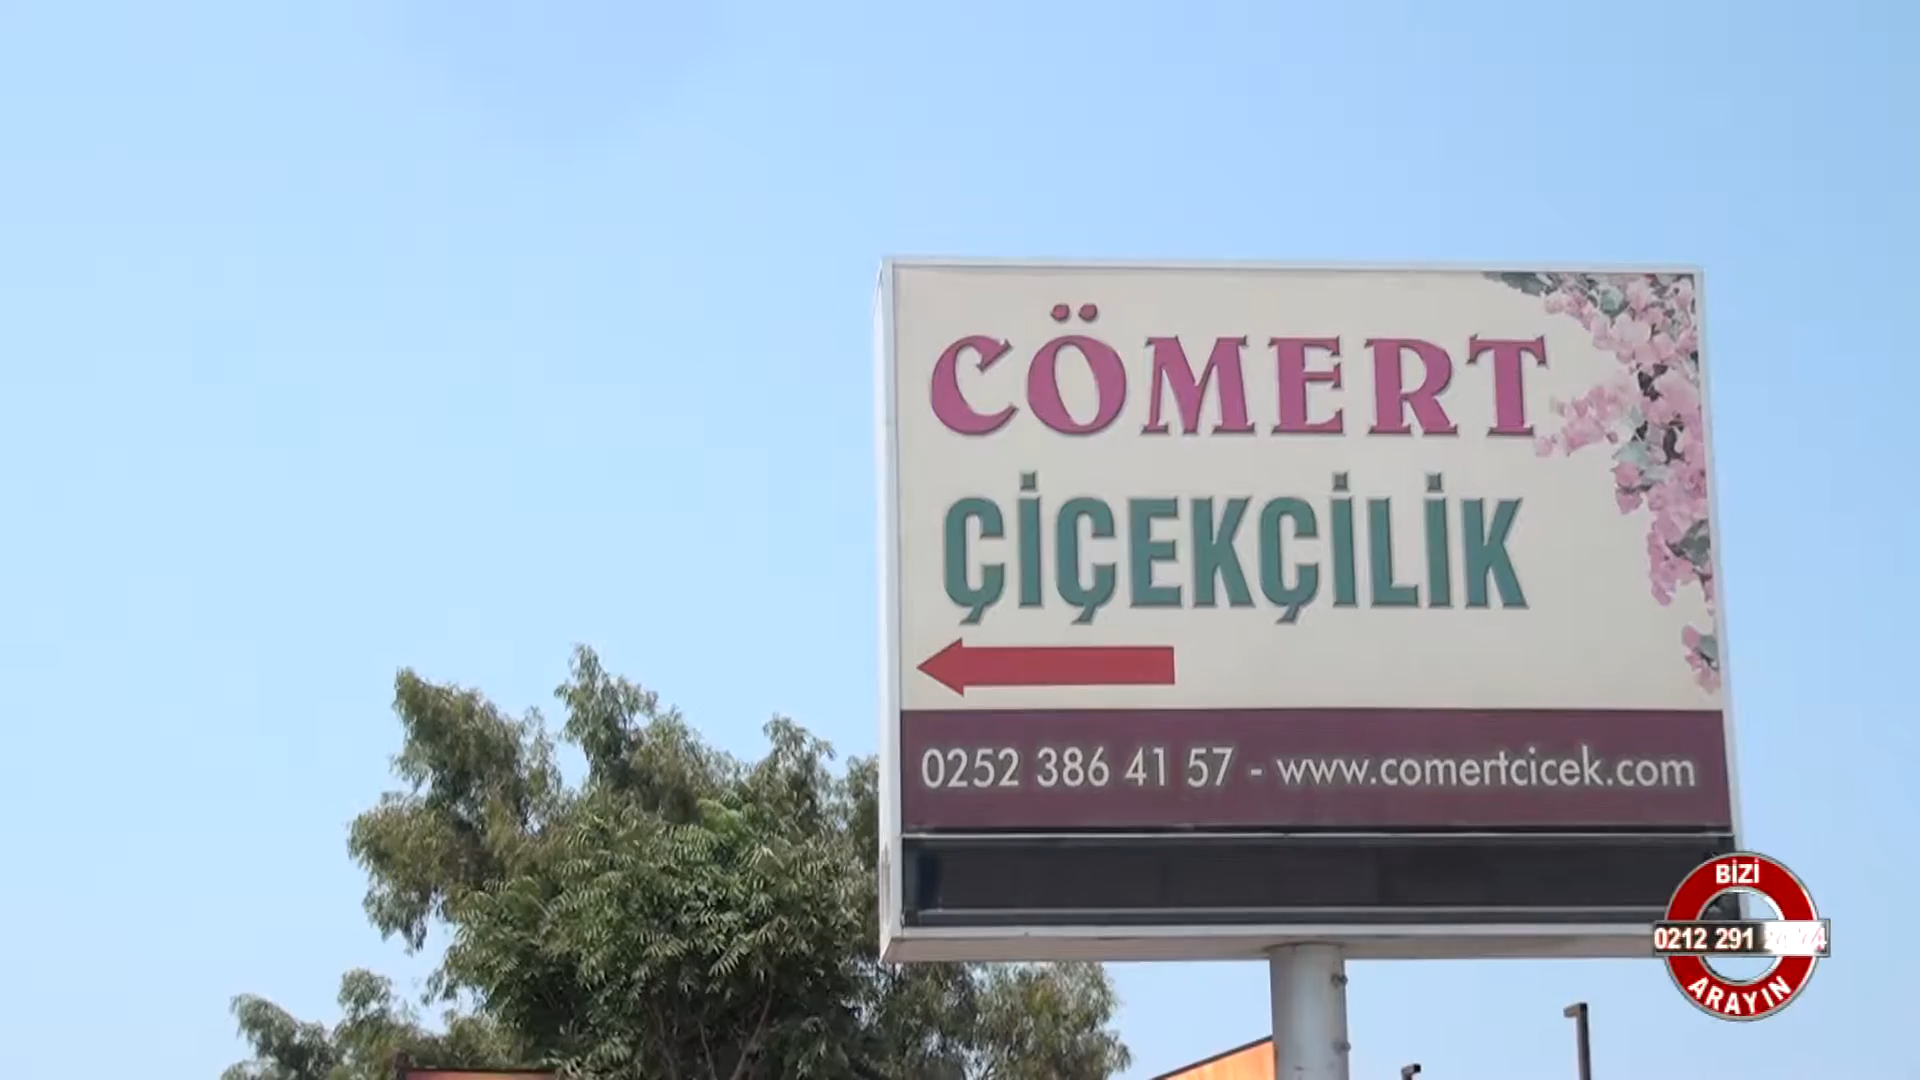 CÖMERT
ÇİÇEKÇİLİK
0252 386 41 57 - www.comertcicek.com
BİZİ
0212 291
ARAYIN